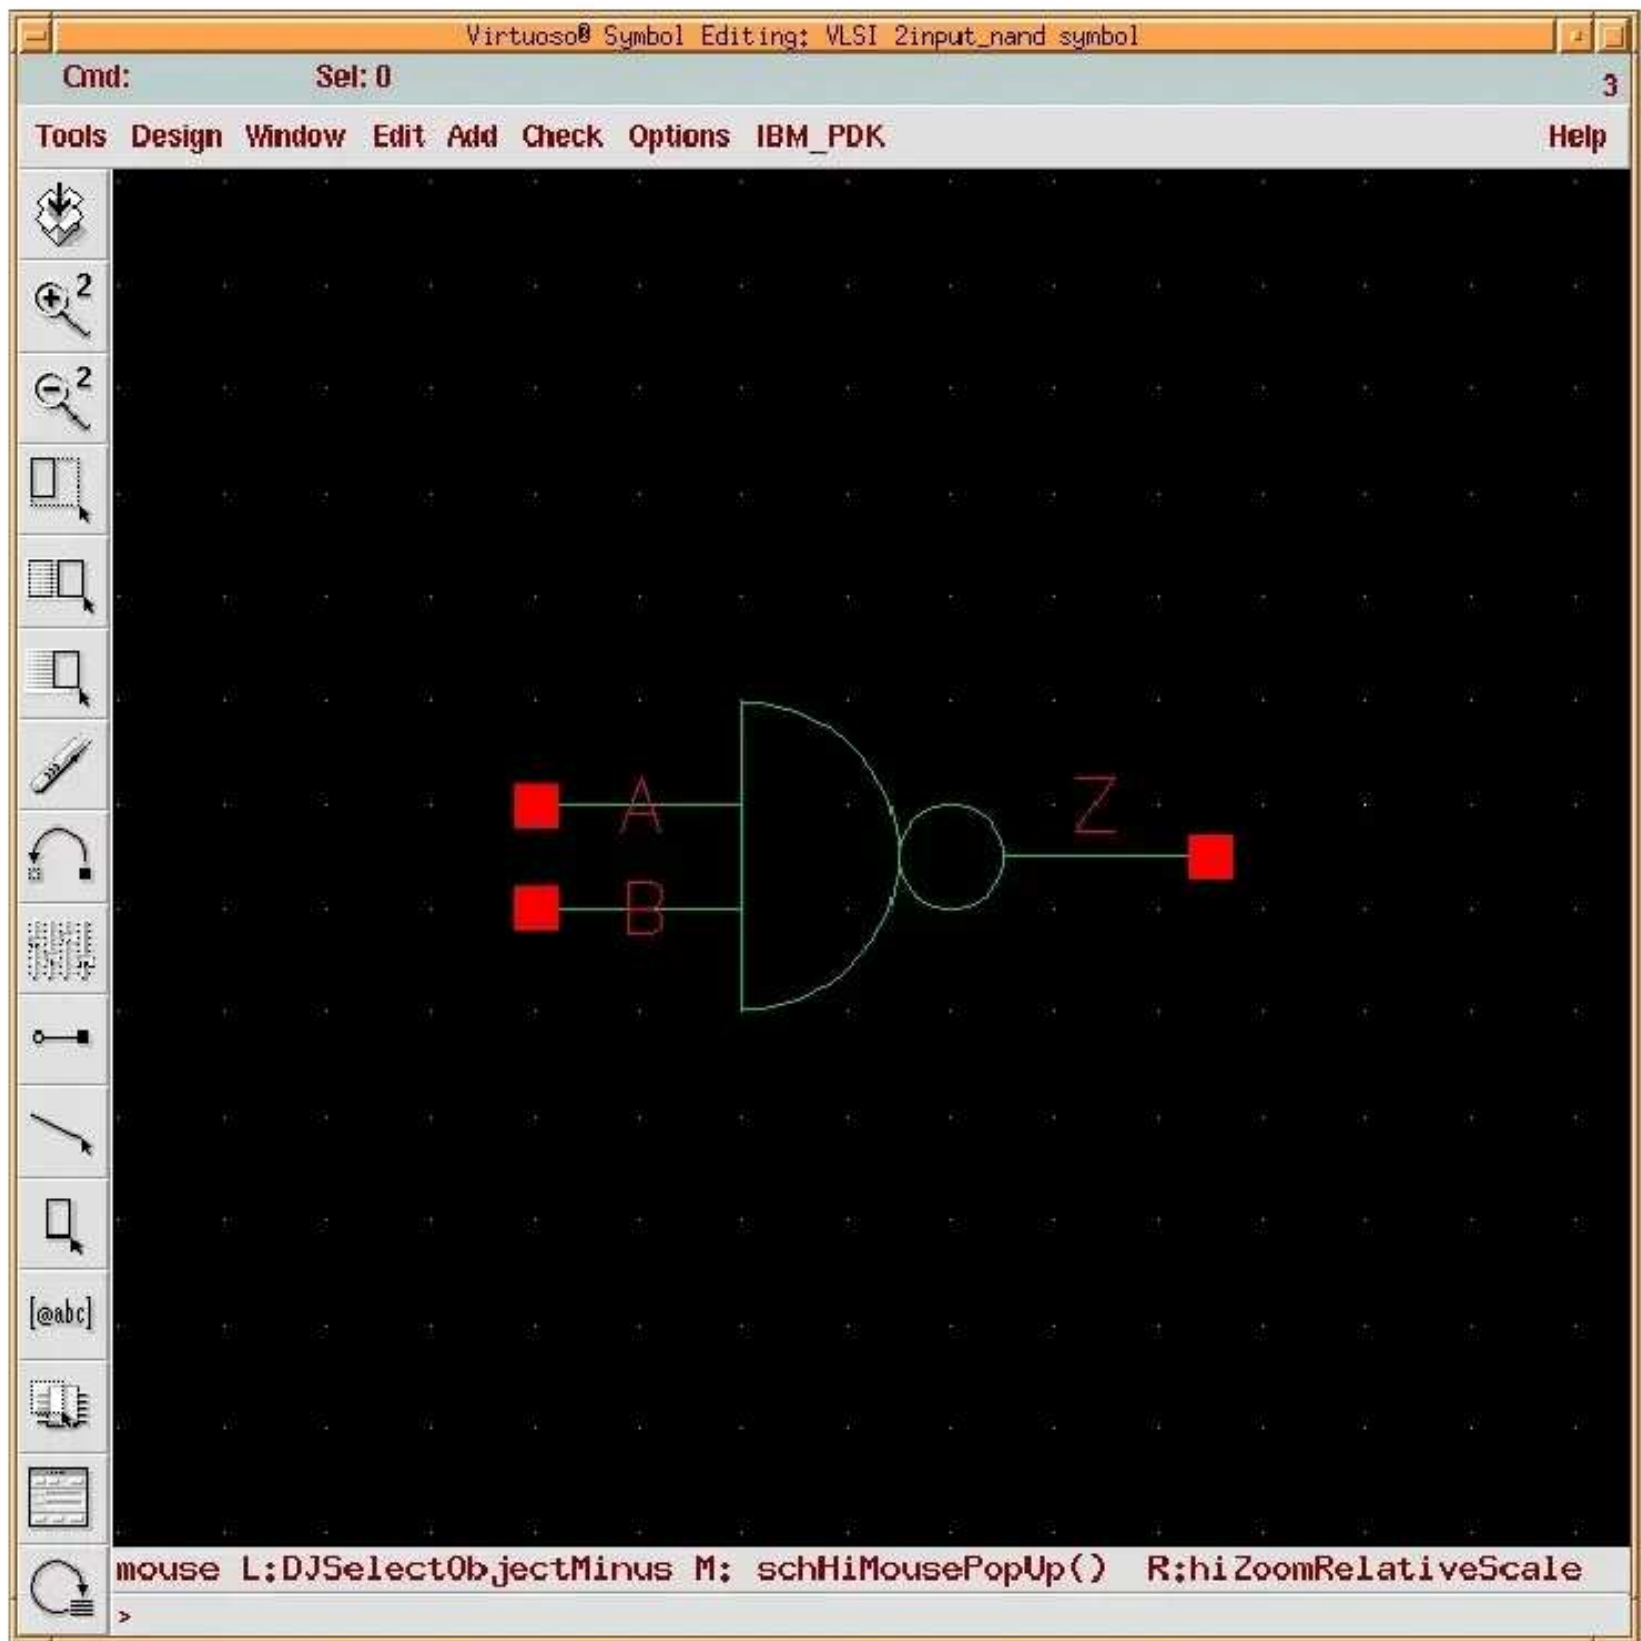 Virtuoso® Symbol Editing: VLSI 2input_nand symbol
Cmd: Sel: 0 3
Tools Design Window Edit Add Check Options IBM_PDK Help
2
2
A
Z
B
[@abc]
mouse L:DJSelectObjectMinus M: schHiMousePopUp() R:hiZoomRelativeScale
>